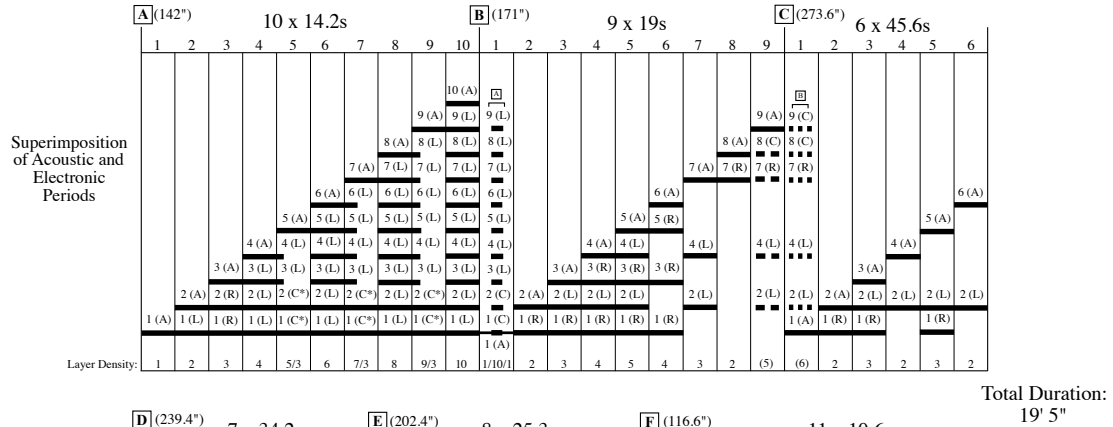 A (142") 10 x 14.2s B (171") 9 x 19s C (273.6") 6 x 45.6s
1 2 3 4 5 6 7 8 9 10 1 2 3 4 5 6 7 8 9 1 2 3 4 5 6
Superimposition
of Acoustic and
Electronic
Periods
10 (A) A B
9 (A) 9 (L) 9 (L) 9 (A) 9 (C)
8 (A) 8 (L) 8 (L) 8 (L) 8 (A) 8 (C) 8 (C)
7 (A) 7 (L) 7 (L) 7 (L) 7 (L) 7 (A) 7 (R) 7 (R) 7 (R)
6 (A) 6 (L) 6 (L) 6 (L) 6 (L) 6 (L) 6 (A) 6 (A)
5 (A) 5 (L) 5 (L) 5 (L) 5 (L) 5 (L) 5 (L) 5 (A) 5 (R) 5 (A)
4 (A) 4 (L) 4 (L) 4 (L) 4 (L) 4 (L) 4 (L) 4 (L) 4 (A) 4 (L) 4 (L) 4 (L) 4 (L) 4 (A)
3 (A) 3 (L) 3 (L) 3 (L) 3 (L) 3 (L) 3 (L) 3 (L) 3 (L) 3 (A) 3 (R) 3 (R) 3 (R) 3 (A)
2 (A) 2 (R) 2 (L) 2 (C*) 2 (L) 2 (C*) 2 (L) 2 (C*) 2 (L) 2 (C) 2 (A) 2 (R) 2 (L) 2 (L) 2 (L) 2 (L) 2 (L) 2 (A) 2 (L) 2 (L) 2 (L)
1 (A) 1 (L) 1 (R) 1 (L) 1 (C*) 1 (L) 1 (C*) 1 (L) 1 (C*) 1 (L) 1 (C) 1 (R) 1 (R) 1 (R) 1 (R) 1 (R) 1 (A) 1 (R) 1 (R) 1 (R)
1 (A)
Layer Density: 1 2 3 4 5/3 6 7/3 8 9/3 10 1/10/1 2 3 4 5 4 3 2 (5) (6) 2 3 2 3 2
Total Duration:
19' 5"
D (239.4") E (202.4") F (116.6")